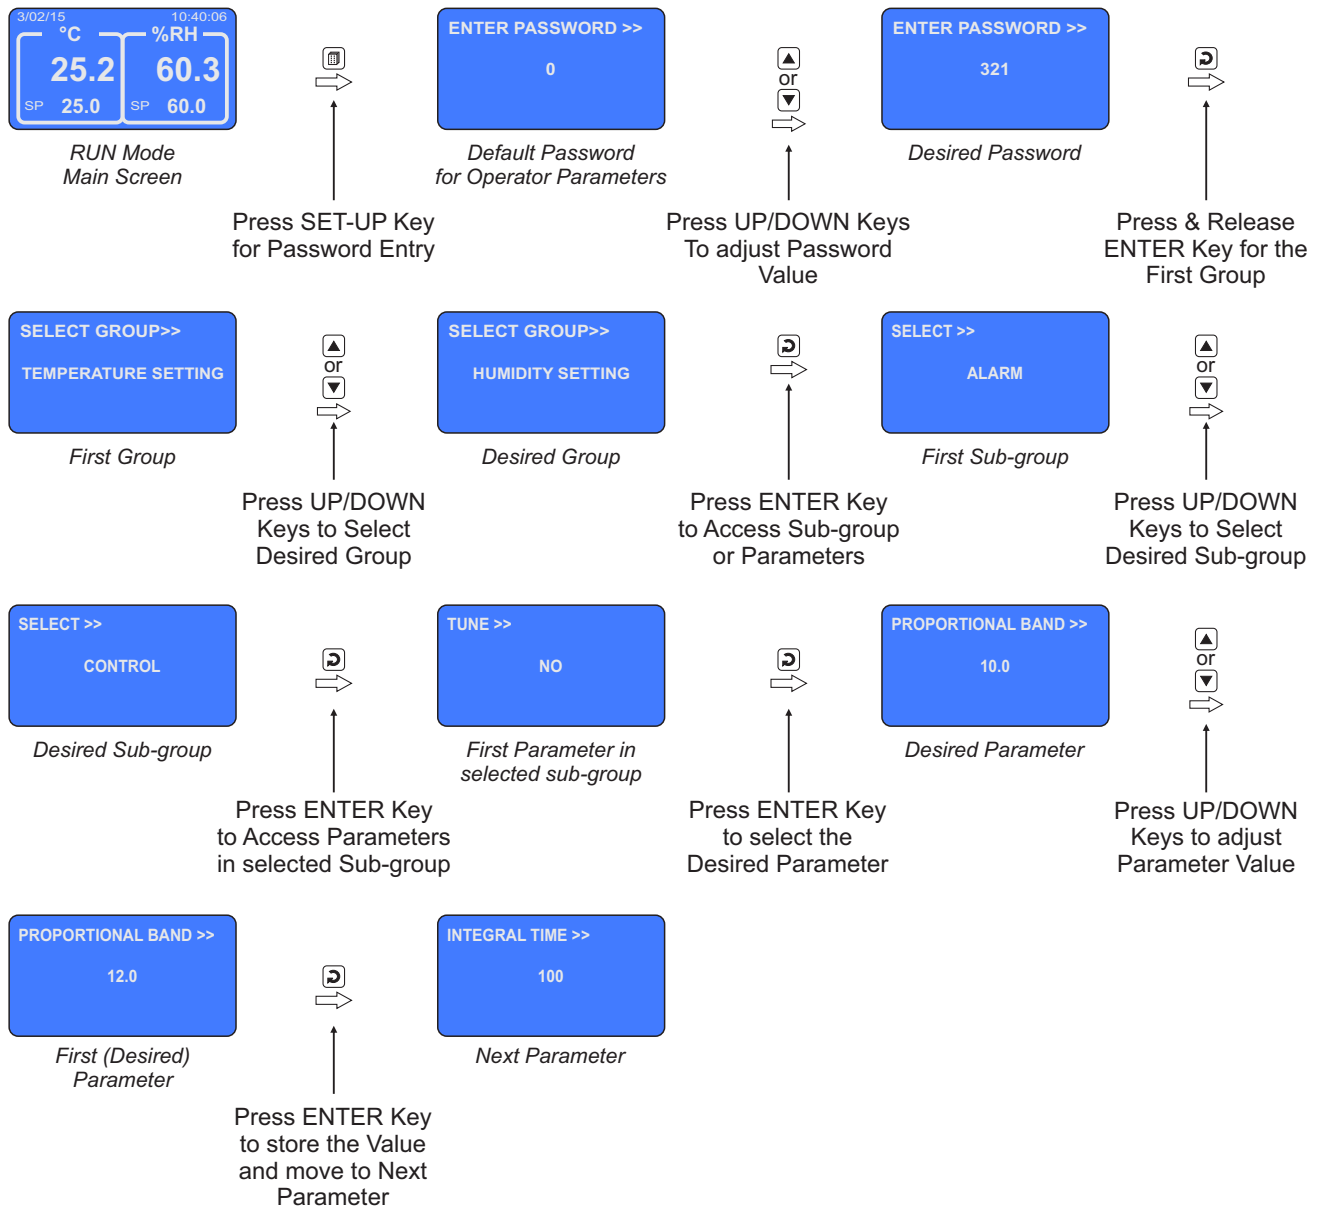 3/02/15 10:40:06
°C %RH
25.2 60.3
SP 25.0 SP 60.0
RUN Mode
Main Screen
Press SET-UP Key
for Password Entry
ENTER PASSWORD >>
0
Default Password
for Operator Parameters
or
Press UP/DOWN Keys
To adjust Password
Value
ENTER PASSWORD >>
321
Desired Password
Press & Release
ENTER Key for the
First Group
SELECT GROUP>>
TEMPERATURE SETTING
First Group
or
Press UP/DOWN
Keys to Select
Desired Group
SELECT GROUP>>
HUMIDITY SETTING
Desired Group
Press ENTER Key
to Access Sub-group
or Parameters
SELECT >>
ALARM
First Sub-group
or
Press UP/DOWN
Keys to Select
Desired Sub-group
SELECT >>
CONTROL
Desired Sub-group
Press ENTER Key
to Access Parameters
in selected Sub-group
TUNE >>
NO
First Parameter in
selected sub-group
Press ENTER Key
to select the
Desired Parameter
PROPORTIONAL BAND >>
10.0
Desired Parameter
or
Press UP/DOWN
Keys to adjust
Parameter Value
PROPORTIONAL BAND >>
12.0
First (Desired)
Parameter
Press ENTER Key
to store the Value
and move to Next
Parameter
INTEGRAL TIME >>
100
Next Parameter